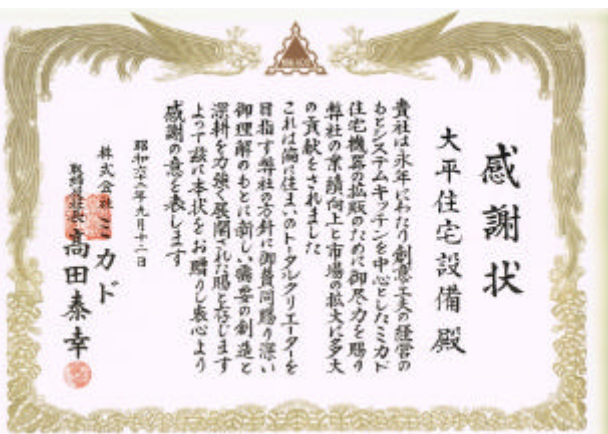 感謝状
大平住宅設備 殿
貴社は永年にわたり創意工夫の経営の
もとシステムキッチンを中心としたミカド
住宅機器の拡販のために御尽力を賜り
弊社の業績向上と市場の拡大に多大
の貢献をされました
これは偏に住まいのトータルクリエーターを
目指す弊社の方針に御賛同賜り深い
御理解のもとに新しい需要の創造と
深耕を力強く展開された賜と存じます
よって茲に本状をお贈りし衷心より
感謝の意を表します
昭和六十二年九月十二日
株式会社ミカド
取締役社長 高田泰幸